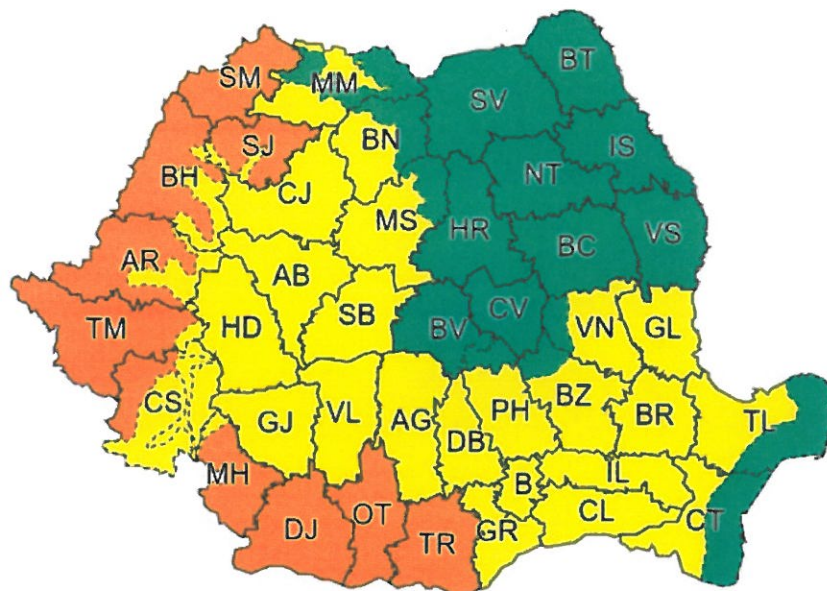 BT
SM
MM
SV
BN
SJ
IS
NT
BH
CJ
MS
HR
BC
VS
AR
AB
SB
CV
BV
TM
HD
VN
GL
CS
GJ
VL
AG
PH
BZ
BR
TL
DB
MH
B
IL
OT
CL
CT
DJ
TR
GR